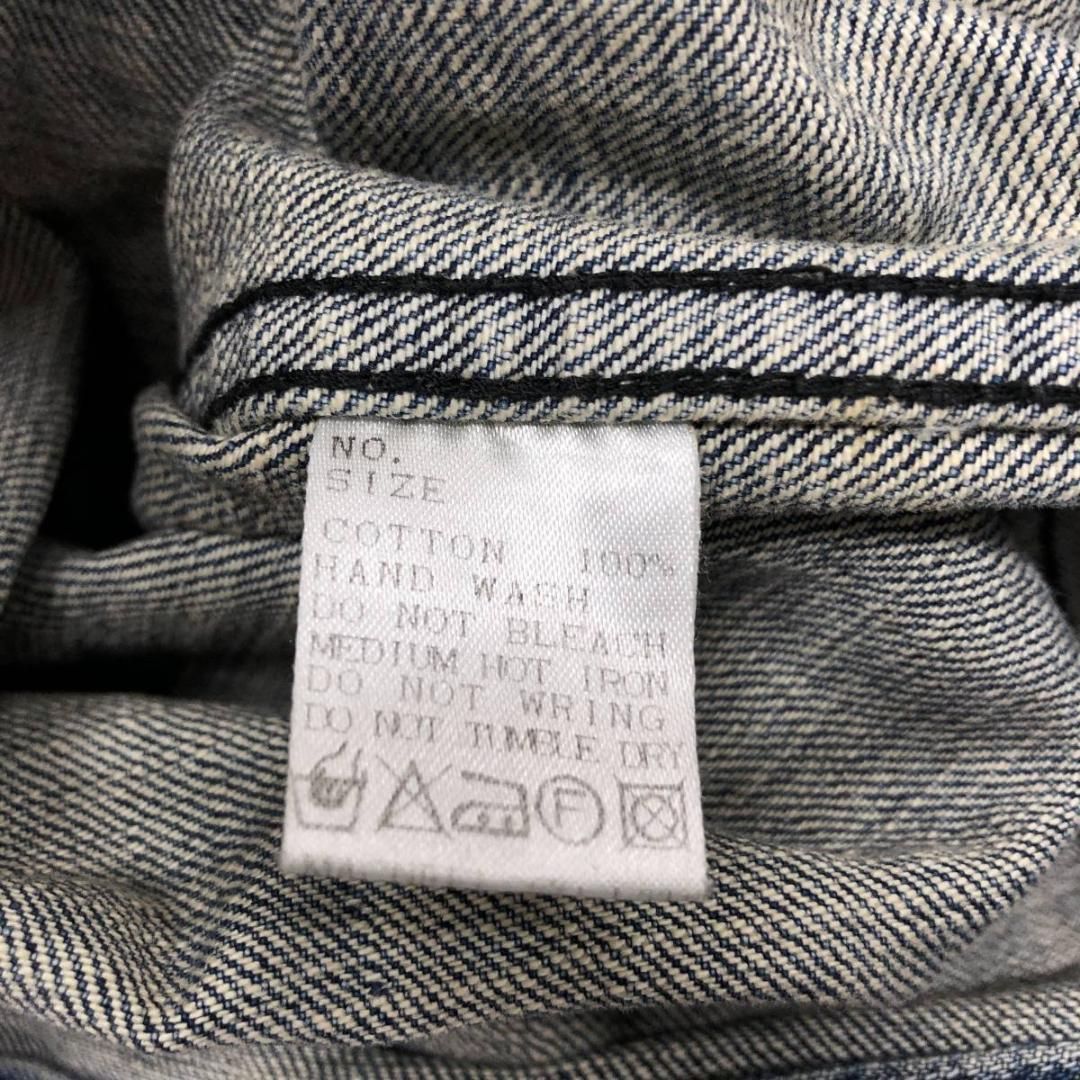 NO.
SIZE
COTTON 100%
HAND WASH
DO NOT BLEACH
MEDIUM HOT IRON
DO NOT WRING
DO NOT TUMBLE DRY
F